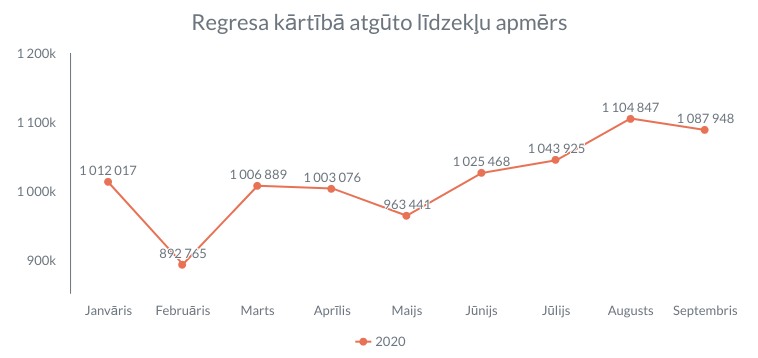 Regresa kārtībā atgūto līdzekļu apmērs
1 200k
1 100k
1 000k
900k
1 012 017
892 765
1 006 889
1 003 076
963 441
1 025 468
1 043 925
1 104 847
1 087 948
Janvāris Februāris Marts Aprīlis Maijs Jūnijs Jūlijs Augusts Septembris
2020